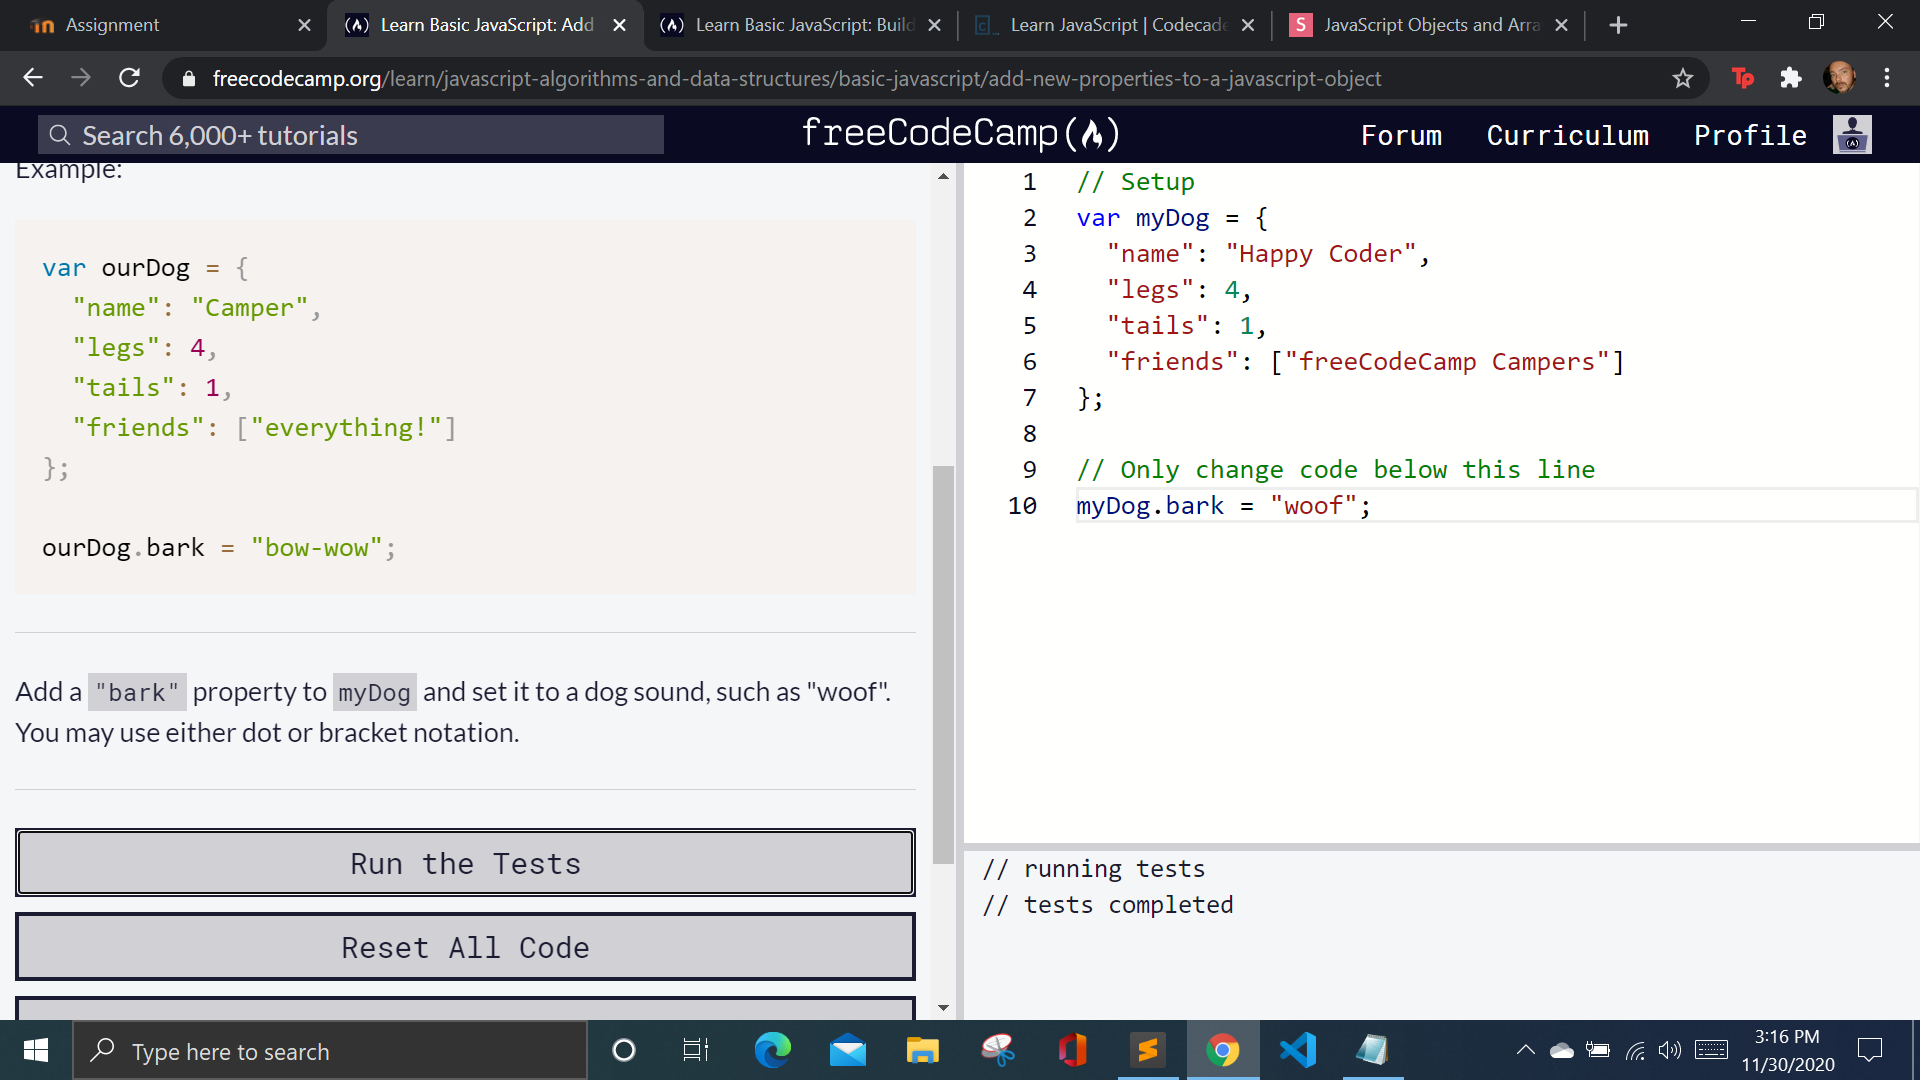 Assignment
Learn Basic JavaScript: Add
Learn Basic JavaScript: Build
Learn JavaScript | Codecade
JavaScript Objects and Arra
freecodecamp.org/learn/javascript-algorithms-and-data-structures/basic-javascript/add-new-properties-to-a-javascript-object
Search 6,000+ tutorials
freeCodeCamp(🔥)
Forum
Curriculum
Profile
Example:
var ourDog = {
"name": "Camper",
"legs": 4,
"tails": 1,
"friends": ["everything!"]
};
ourDog.bark = "bow-wow";
Add a "bark" property to myDog and set it to a dog sound, such as "woof".
You may use either dot or bracket notation.
Run the Tests
Reset All Code
1 // Setup
2 var myDog = {
3 "name": "Happy Coder",
4 "legs": 4,
5 "tails": 1,
6 "friends": ["freeCodeCamp Campers"]
7 };
8
9 // Only change code below this line
10 myDog.bark = "woof";
// running tests
// tests completed
Type here to search
3:16 PM
11/30/2020